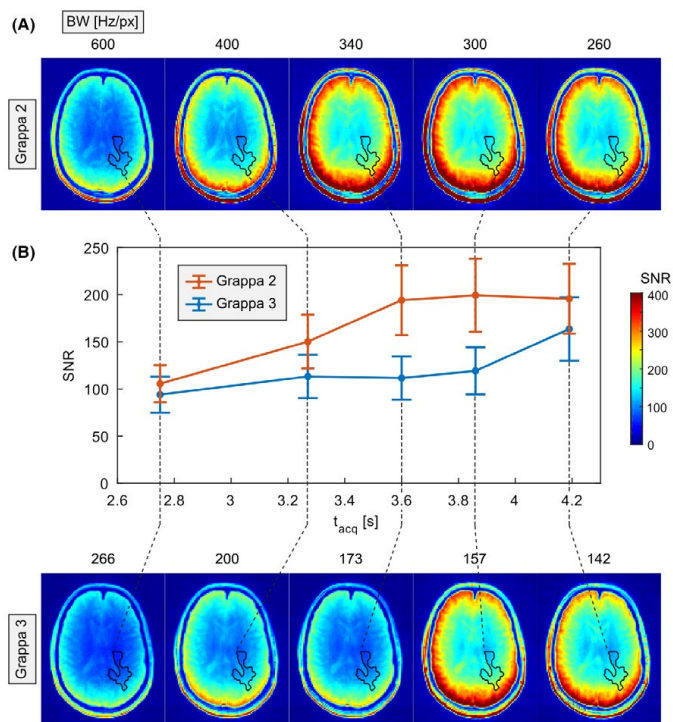 (A)
BW [Hz/px]
600 400 340 300 260
Grappa 2
(B)
250
200
150
100
50
0
SNR
Grappa 2
Grappa 3
2.6 2.8 3 3.2 3.4 3.6 3.8 4 4.2
t_acq [s]
SNR
400
300
200
100
0
266 200 173 157 142
Grappa 3